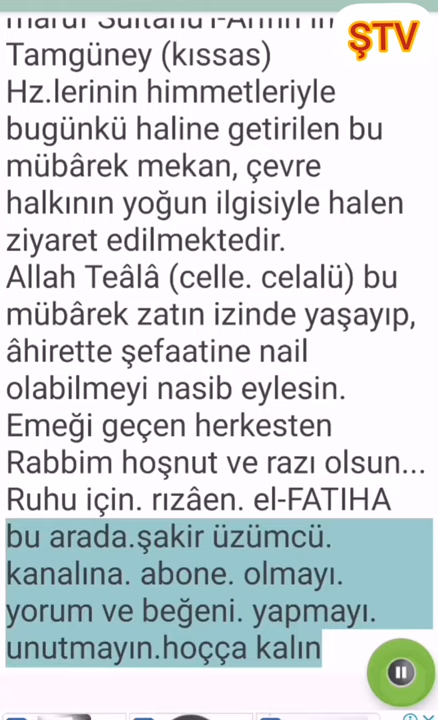 ŞTV
Tamgüney (kıssas)
Hz.lerinin himmetleriyle
bugünkü haline getirilen bu
mübârek mekan, çevre
halkının yoğun ilgisiyle halen
ziyaret edilmektedir.
Allah Teâlâ (celle. celalü) bu
mübârek zatın izinde yaşayıp,
âhirette şefaatine nail
olabilmeyi nasib eylesin.
Emeği geçen herkesten
Rabbim hoşnut ve razı olsun...
Ruhu için. rızâen. el-FATIHA
bu arada.şakir üzümcü.
kanalına. abone. olmayı.
yorum ve beğeni. yapmayı.
unutmayın.hoçça kalın